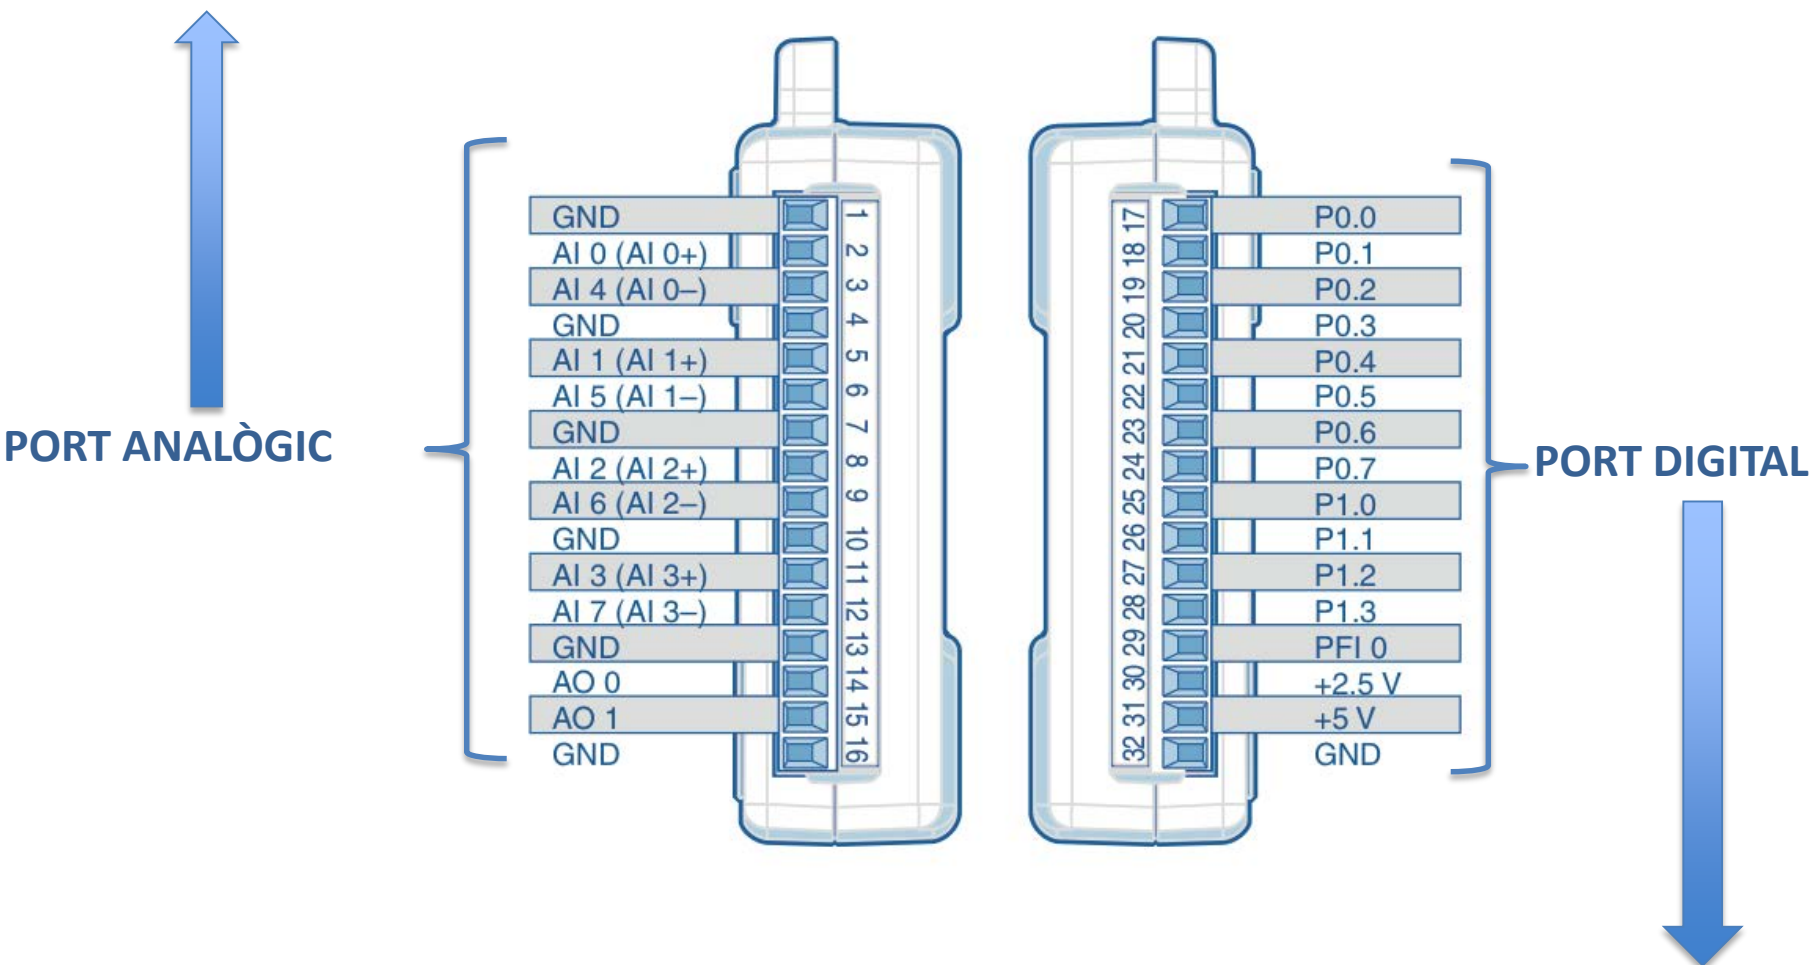 GND 1
AI 0 (AI 0+) 2
AI 4 (AI 0–) 3
GND 4
AI 1 (AI 1+) 5
AI 5 (AI 1–) 6
GND 7
AI 2 (AI 2+) 8
AI 6 (AI 2–) 9
GND 10
AI 3 (AI 3+) 11
AI 7 (AI 3–) 12
GND 13
AO 0 14
AO 1 15
GND 16
PORT ANALÒGIC
17 P0.0
18 P0.1
19 P0.2
20 P0.3
21 P0.4
22 P0.5
23 P0.6
24 P0.7
25 P1.0
26 P1.1
27 P1.2
28 P1.3
29 PFI 0
30 +2.5 V
31 +5 V
32 GND
PORT DIGITAL